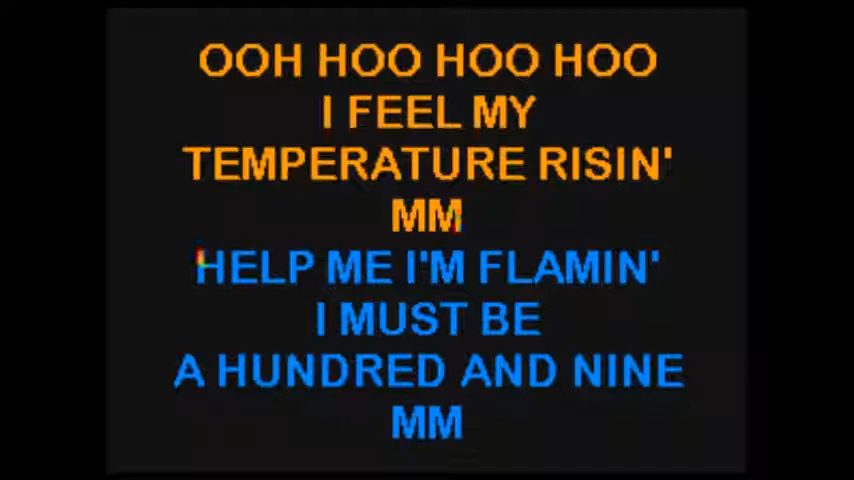 OOH HOO HOO HOO
I FEEL MY
TEMPERATURE RISIN'
MM
HELP ME I'M FLAMIN'
I MUST BE
A HUNDRED AND NINE
MM